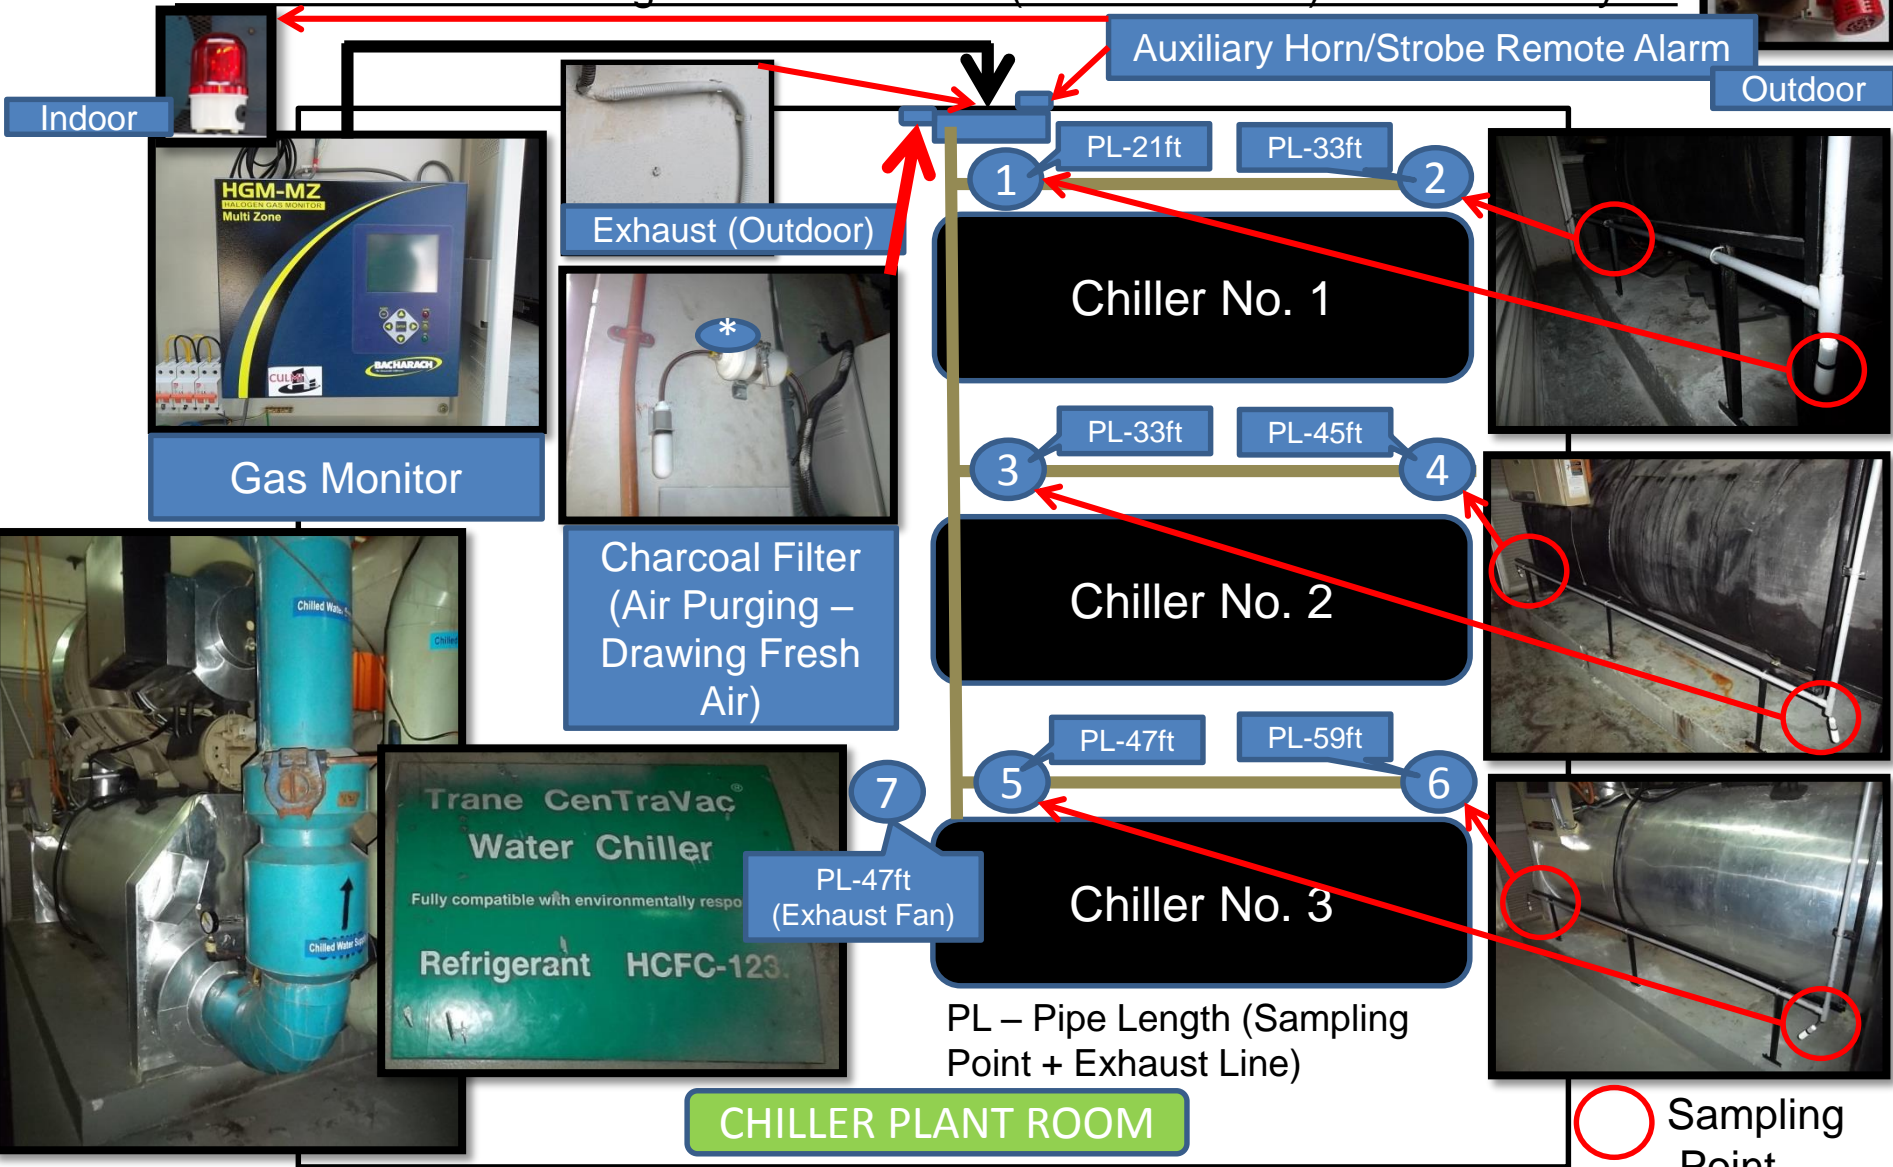 Auxiliary Horn/Strobe Remote Alarm
Indoor
Outdoor
HGM-MZ
HALOGEN GAS MONITOR
Multi Zone
BACHARACH
Gas Monitor
Exhaust (Outdoor)
*
Charcoal Filter
(Air Purging –
Drawing Fresh
Air)
1
PL-21ft
PL-33ft
2
Chiller No. 1
3
PL-33ft
PL-45ft
4
Chiller No. 2
5
PL-47ft
PL-59ft
6
7
PL-47ft
(Exhaust Fan)
Chiller No. 3
Chilled Water
Chilled
Chilled Water
Trane CenTraVac®
Water Chiller
Fully compatible with environmentally
Refrigerant HCFC-123.
PL – Pipe Length (Sampling
Point + Exhaust Line)
CHILLER PLANT ROOM
Sampling
Point